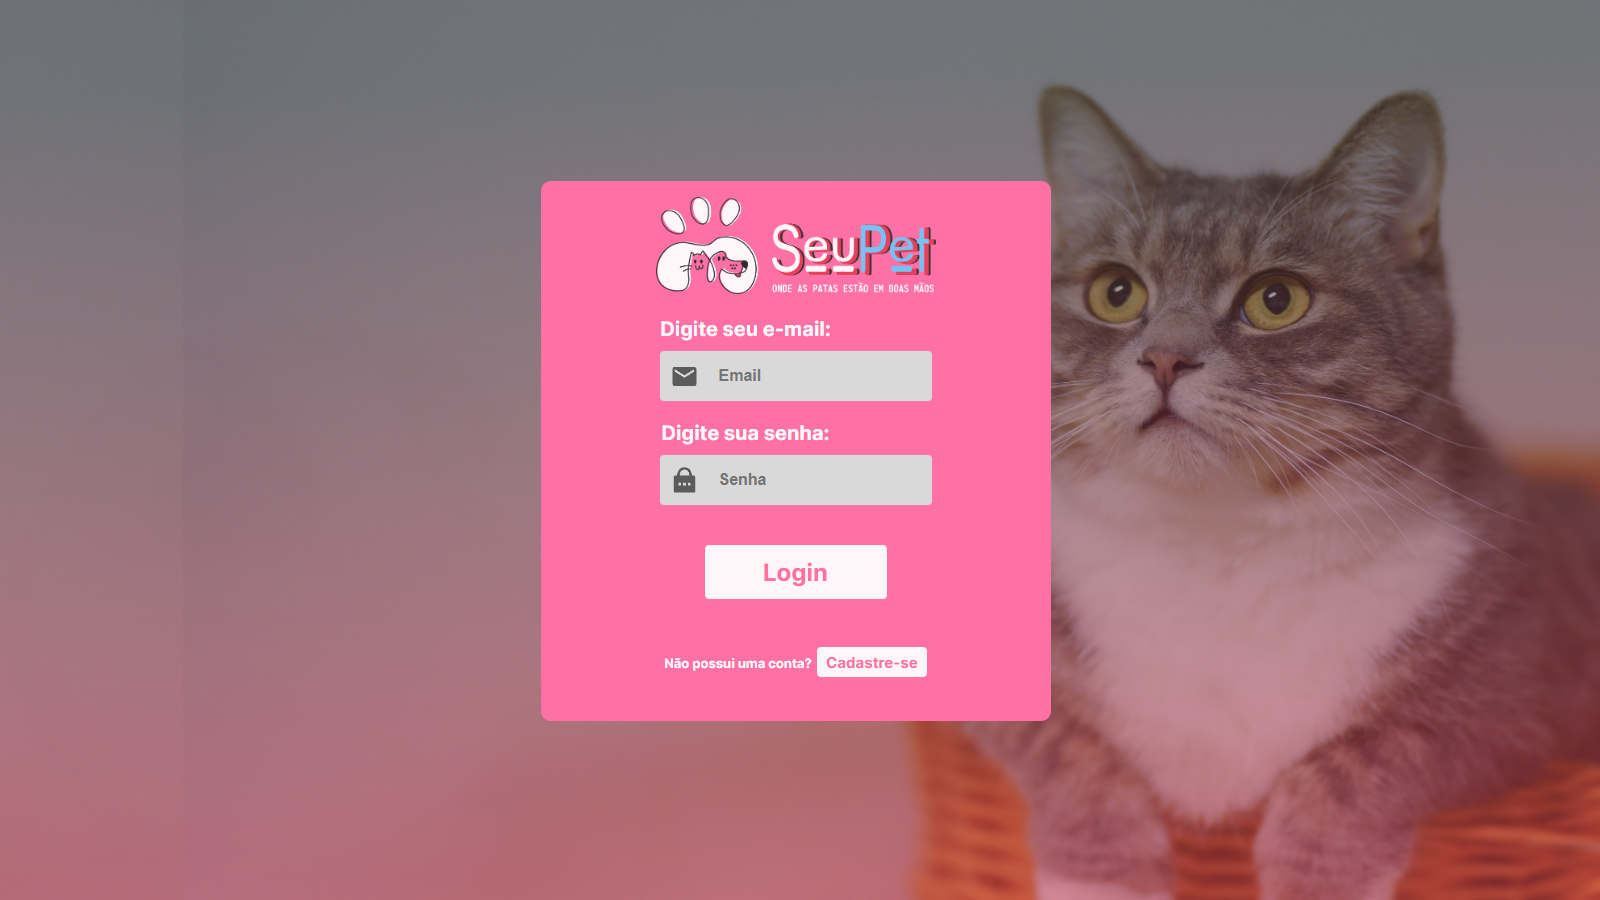 SeuPet
ONDE AS PATAS ESTÃO EM BOAS MÃOS
Digite seu e-mail:
Email
Digite sua senha:
Senha
Login
Não possui uma conta? Cadastre-se